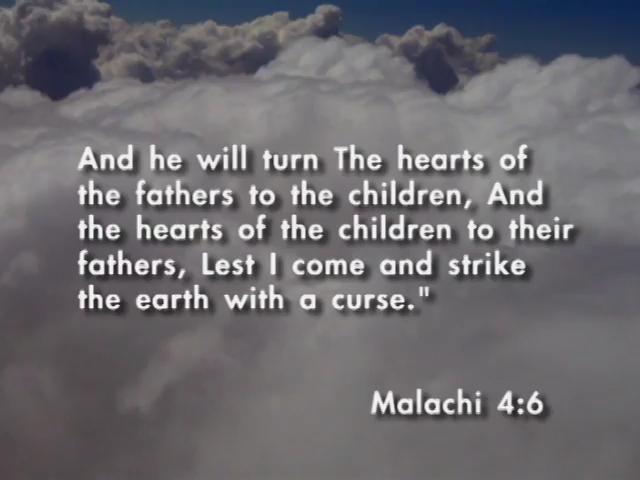 And he will turn The hearts of
the fathers to the children, And
the hearts of the children to their
fathers, Lest I come and strike
the earth with a curse."
Malachi 4:6